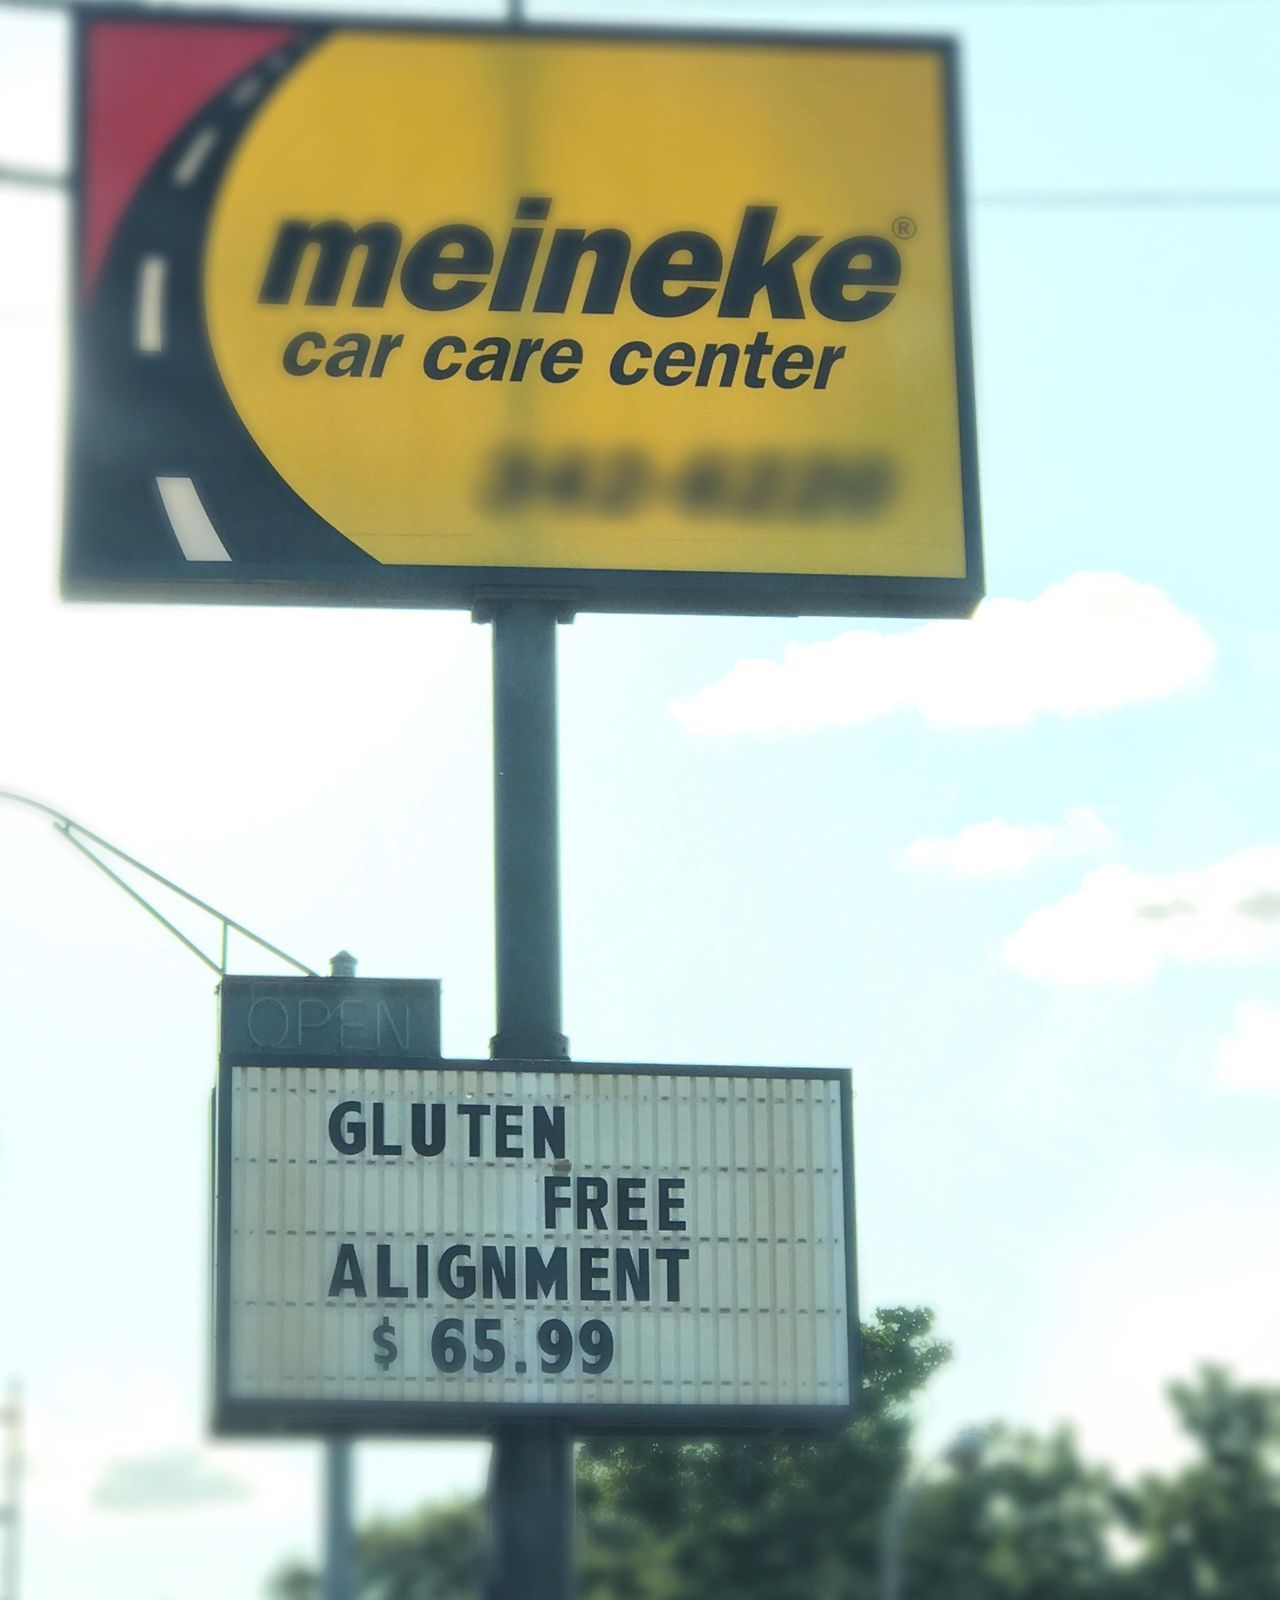 meineke®
car care center
OPEN
GLUTEN
FREE
ALIGNMENT
$ 65.99